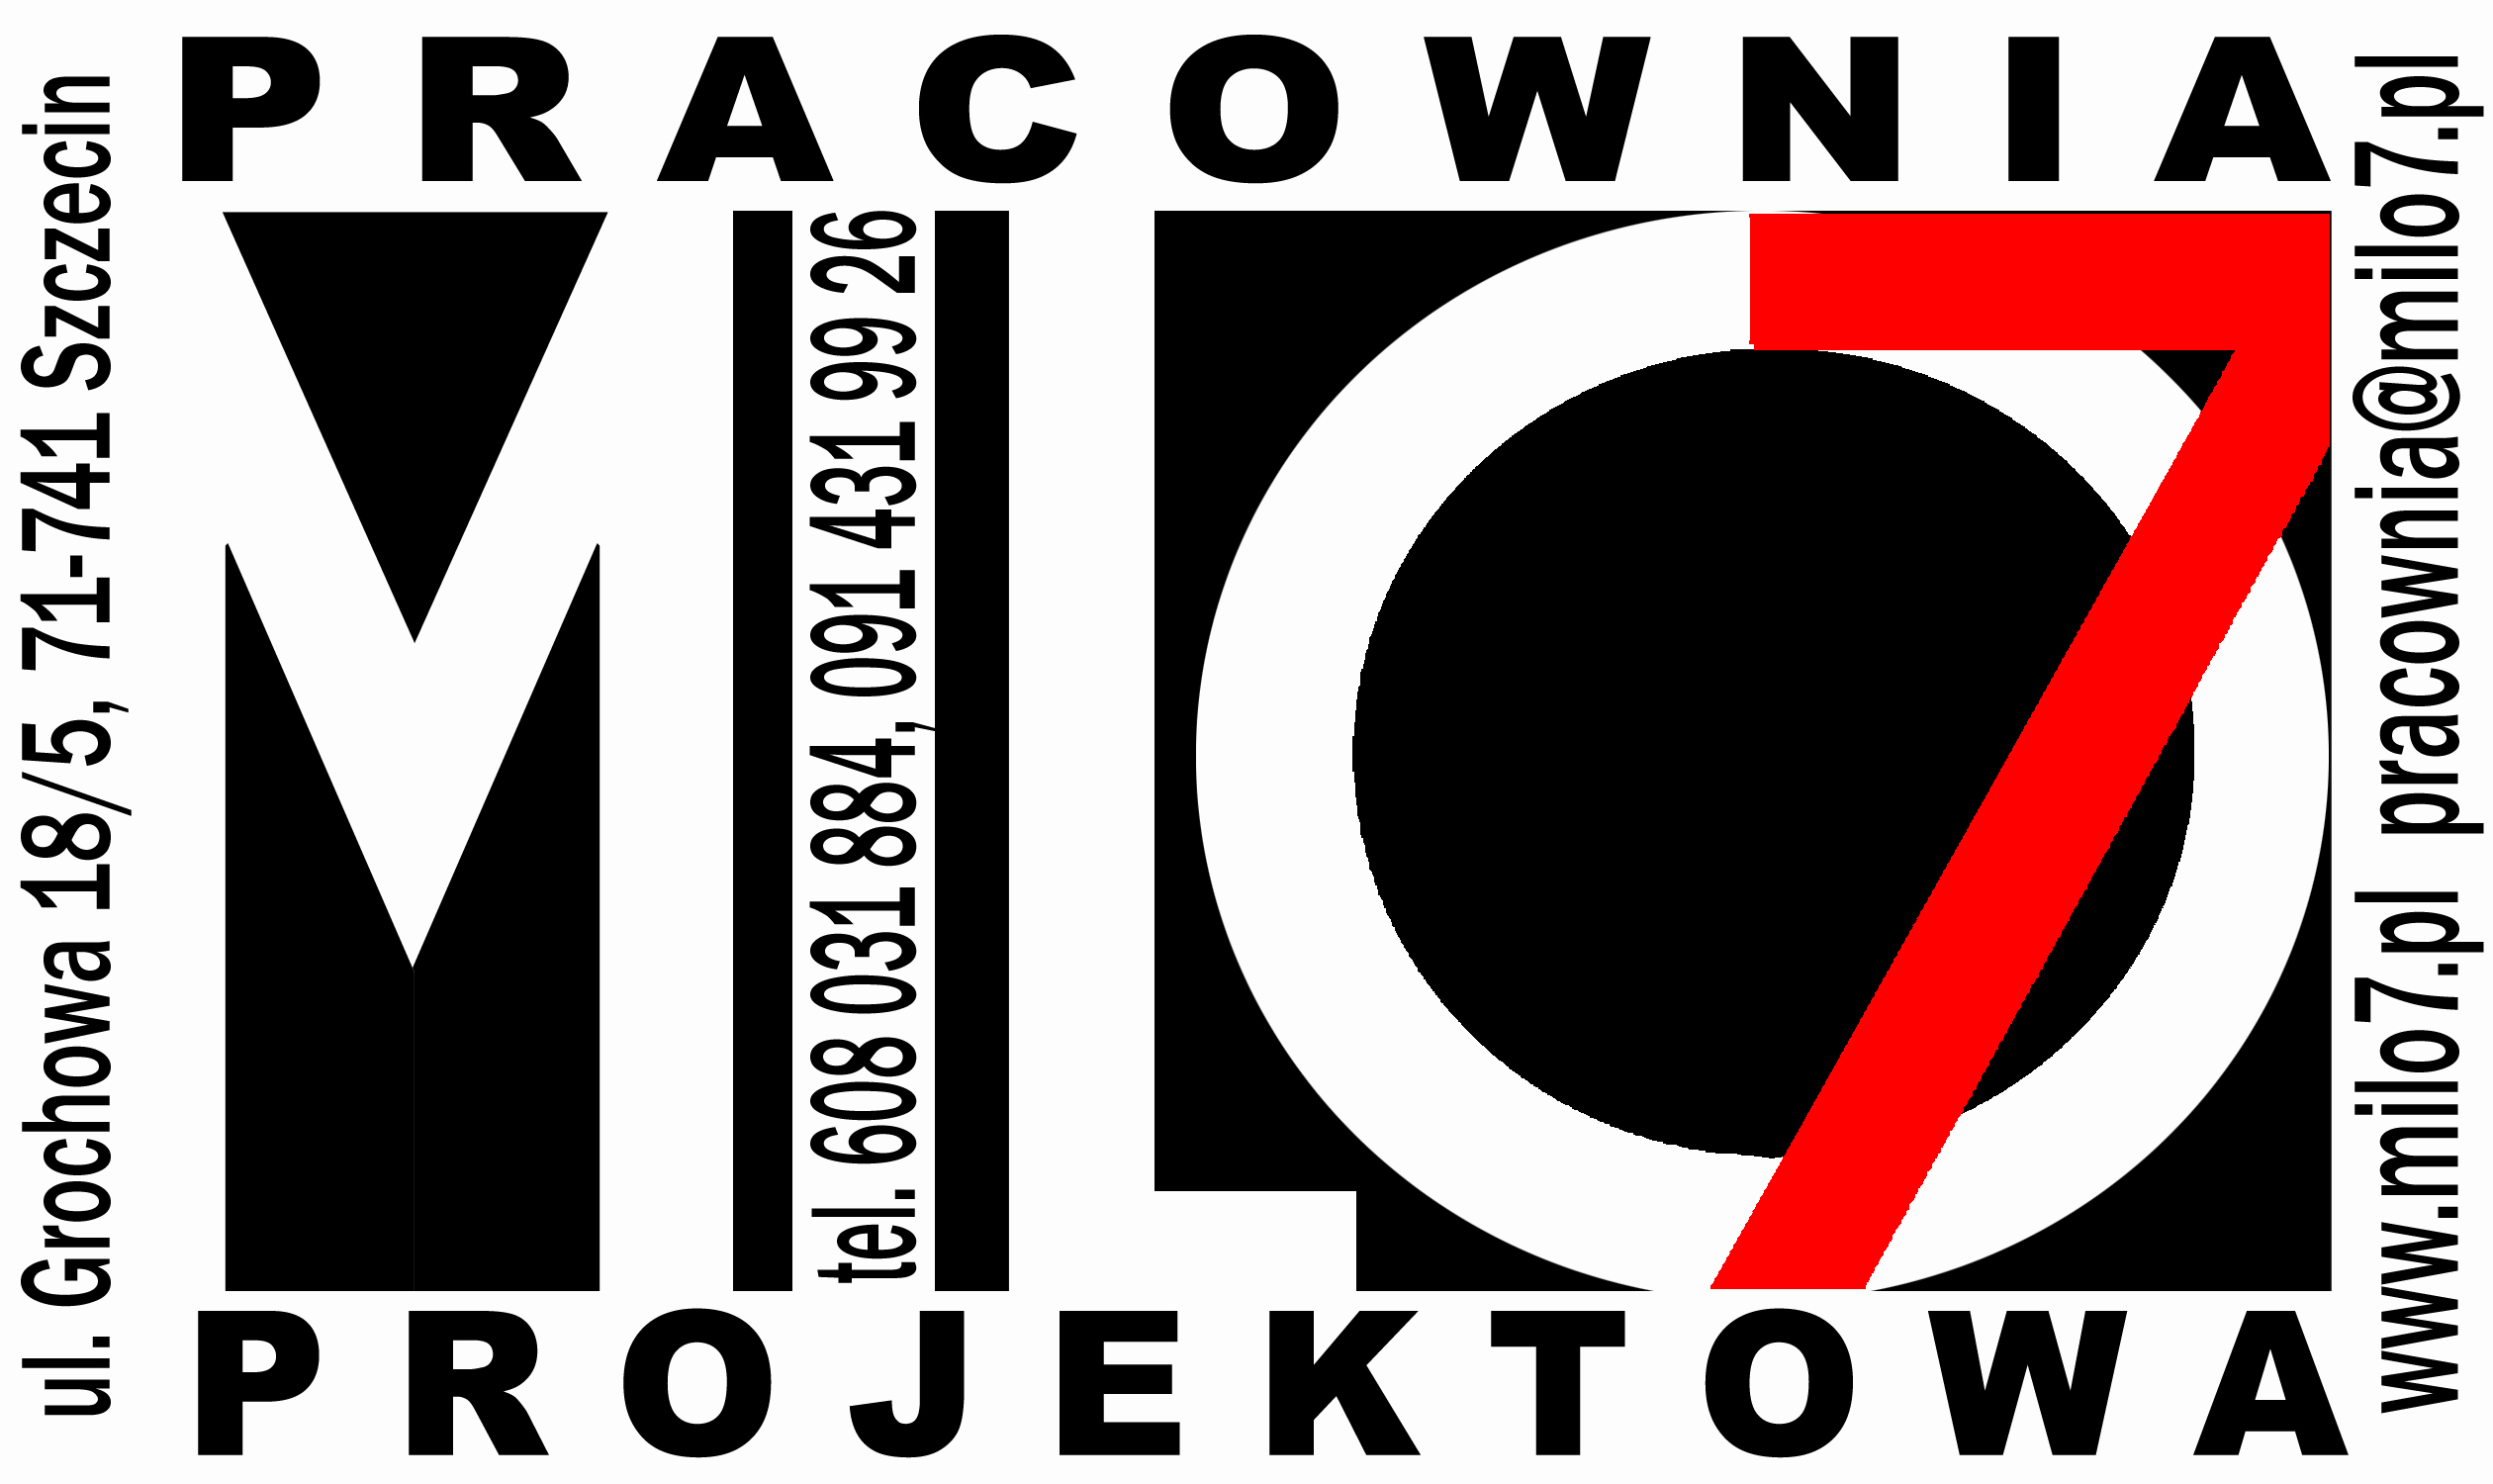 PRACOWNIA
ul. Grochowa 18/5, 71-741 Szczecin
MILO7
tel. 608 031 884, 091 431 99 26
www.milo7.pl pracownia@milo7.pl
PROJEKTOWA